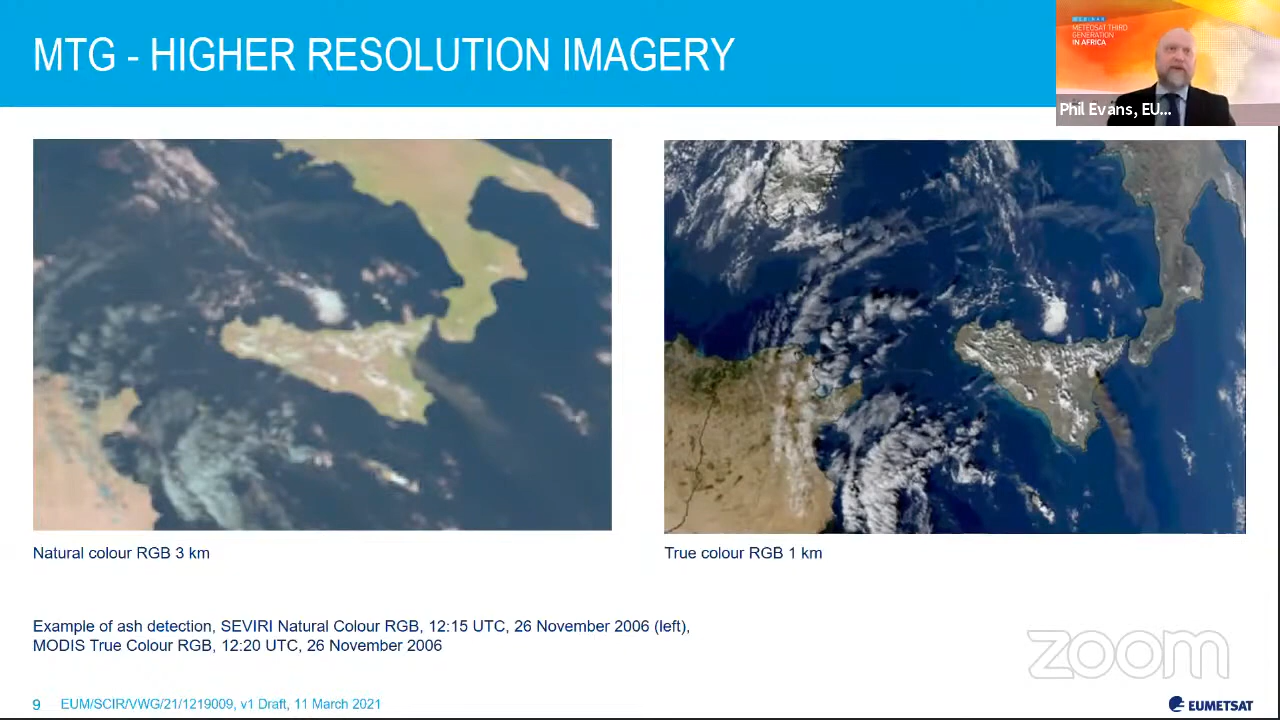 MTG - HIGHER RESOLUTION IMAGERY
WEBINAR
METEOSAT THIRD
GENERATION
IN AFRICA
Phil Evans, EU...
Natural colour RGB 3 km
True colour RGB 1 km
Example of ash detection, SEVIRI Natural Colour RGB, 12:15 UTC, 26 November 2006 (left),
MODIS True Colour RGB, 12:20 UTC, 26 November 2006
zoom
9 EUM/SCIR/VWG/21/1219009, v1 Draft, 11 March 2021
EUMETSAT